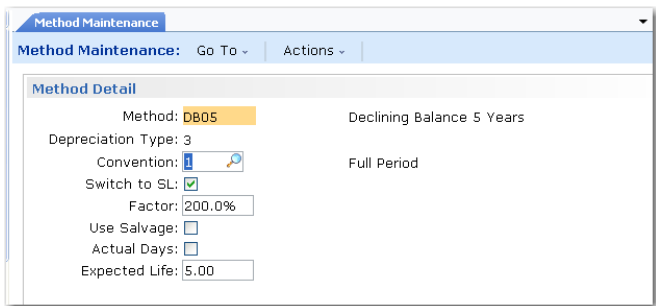 Method Maintenance
Method Maintenance: Go To Actions
Method Detail
Method: DB05 Declining Balance 5 Years
Depreciation Type: 3
Convention: 1 Full Period
Switch to SL:
Factor: 200.0%
Use Salvage:
Actual Days:
Expected Life: 5.00